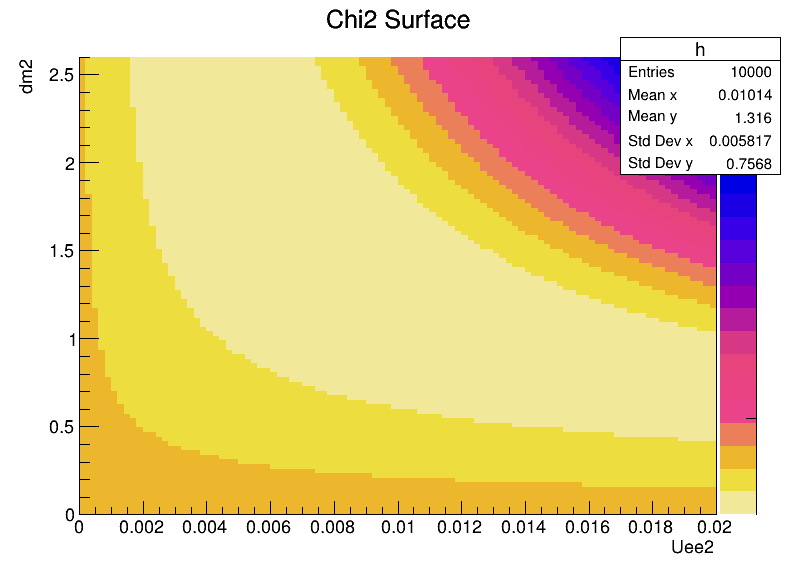 Chi2 Surface
dm2
h
Entries 10000
Mean x 0.01014
Mean y 1.316
Std Dev x 0.005817
Std Dev y 0.7568
2.5
2
1.5
1
0.5
0
0 0.002 0.004 0.006 0.008 0.01 0.012 0.014 0.016 0.018 0.02
Uee2